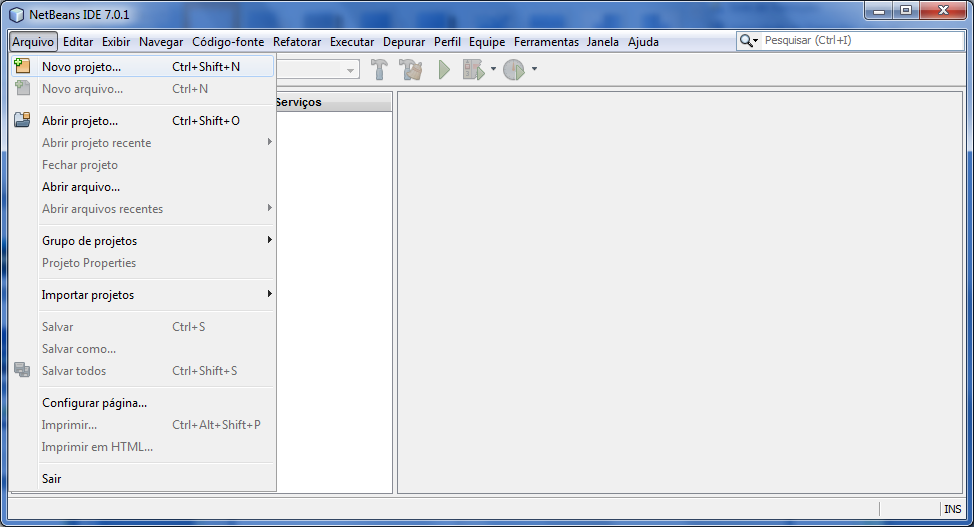 NetBeans IDE 7.0.1
Arquivo Editar Exibir Navegar Código-fonte Refatorar Executar Depurar Perfil Equipe Ferramentas Janela Ajuda Pesquisar (Ctrl+I)
Novo projeto... Ctrl+Shift+N
Novo arquivo... Ctrl+N
Serviços
Abrir projeto... Ctrl+Shift+O
Abrir projeto recente
Fechar projeto
Abrir arquivo...
Abrir arquivos recentes
Grupo de projetos
Projeto Properties
Importar projetos
Salvar Ctrl+S
Salvar como...
Salvar todos Ctrl+Shift+S
Configurar página...
Imprimir... Ctrl+Alt+Shift+P
Imprimir em HTML...
Sair
INS